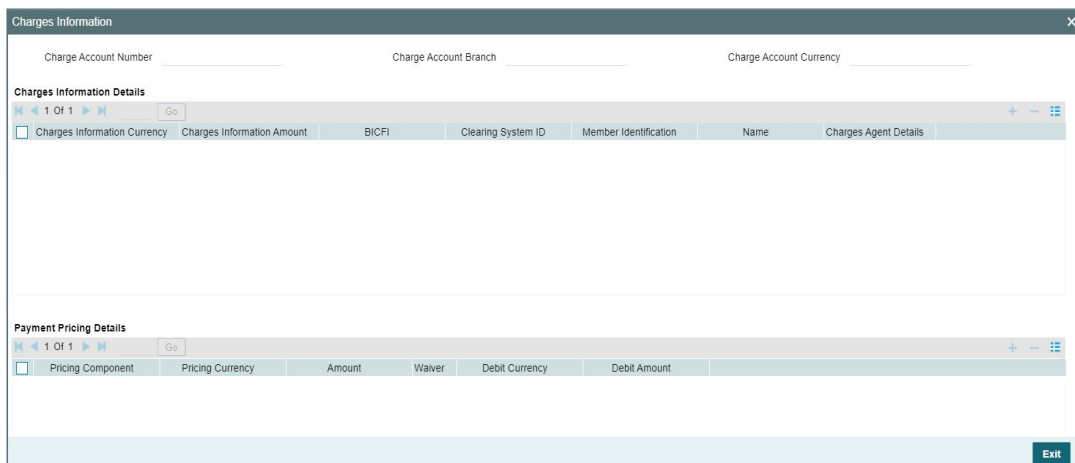 Charges Information
Charge Account Number Charge Account Branch Charge Account Currency
Charges Information Details
1 Of 1 Go
Charges Information Currency Charges Information Amount BICFI Clearing System ID Member Identification Name Charges Agent Details
Payment Pricing Details
1 Of 1 Go
Pricing Component Pricing Currency Amount Waiver Debit Currency Debit Amount
Exit